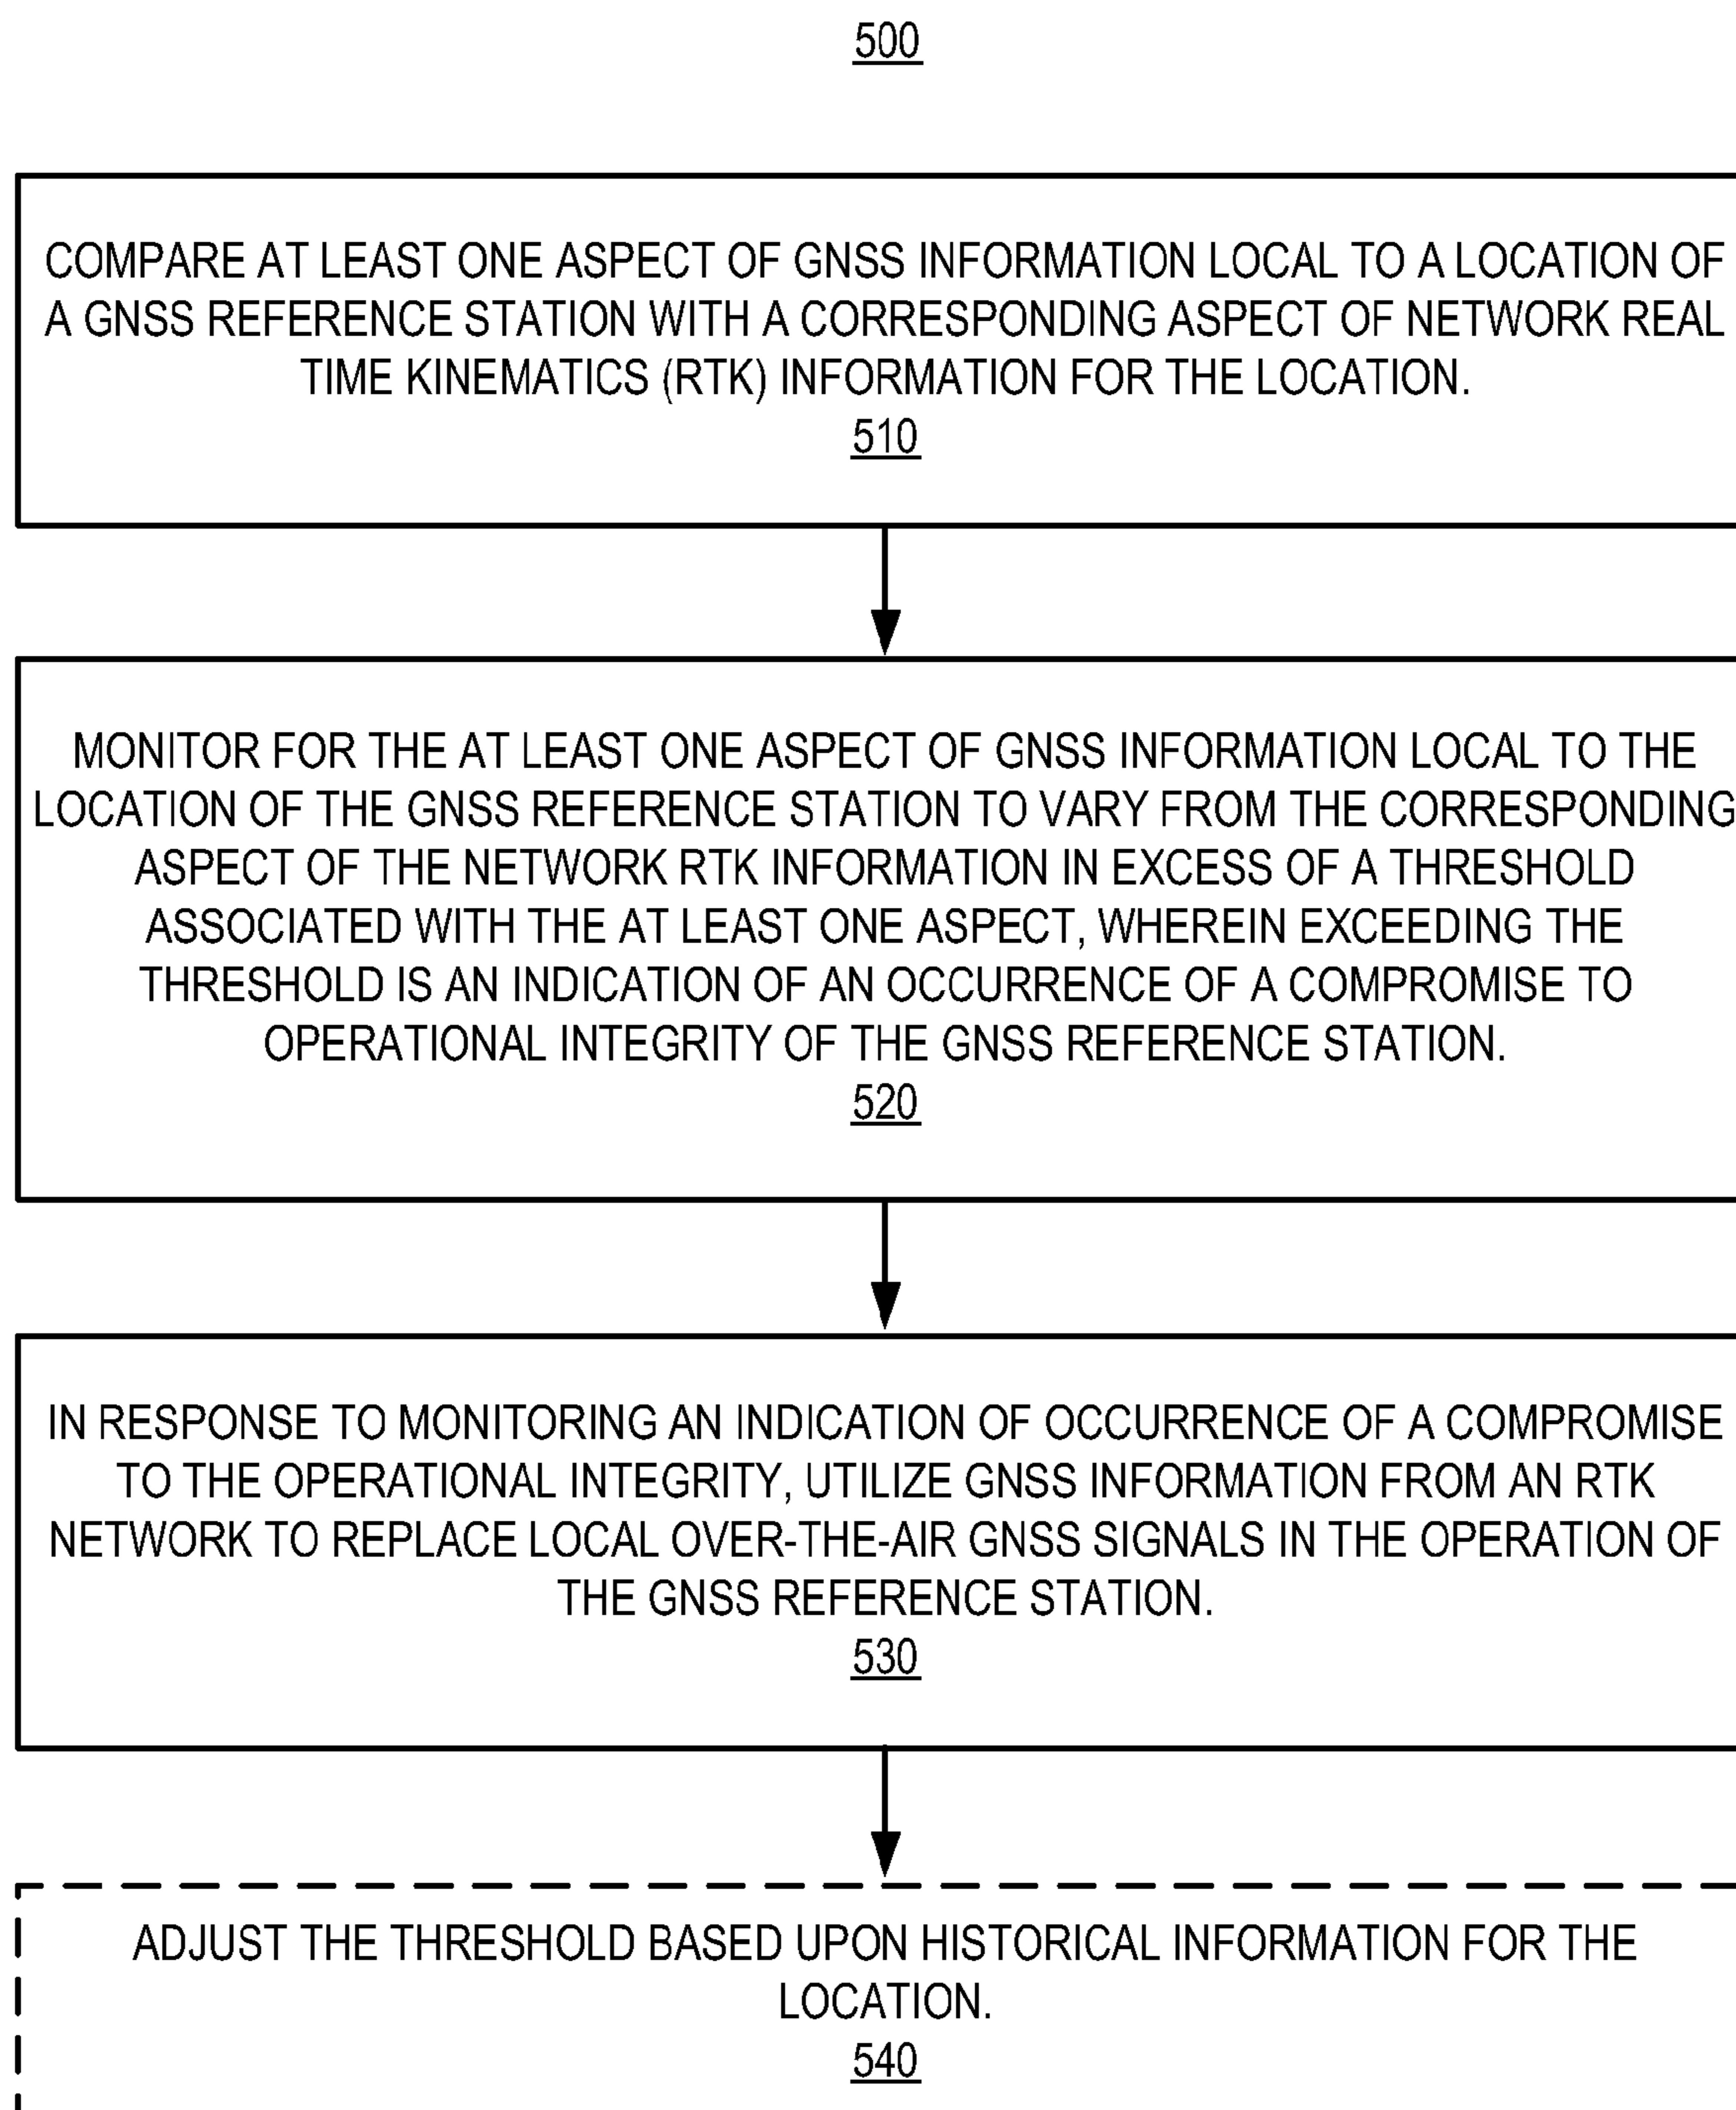 500
COMPARE AT LEAST ONE ASPECT OF GNSS INFORMATION LOCAL TO A LOCATION OF
A GNSS REFERENCE STATION WITH A CORRESPONDING ASPECT OF NETWORK REAL
TIME KINEMATICS (RTK) INFORMATION FOR THE LOCATION.
510
MONITOR FOR THE AT LEAST ONE ASPECT OF GNSS INFORMATION LOCAL TO THE
LOCATION OF THE GNSS REFERENCE STATION TO VARY FROM THE CORRESPONDING
ASPECT OF THE NETWORK RTK INFORMATION IN EXCESS OF A THRESHOLD
ASSOCIATED WITH THE AT LEAST ONE ASPECT, WHEREIN EXCEEDING THE
THRESHOLD IS AN INDICATION OF AN OCCURRENCE OF A COMPROMISE TO
OPERATIONAL INTEGRITY OF THE GNSS REFERENCE STATION.
520
IN RESPONSE TO MONITORING AN INDICATION OF OCCURRENCE OF A COMPROMISE
TO THE OPERATIONAL INTEGRITY, UTILIZE GNSS INFORMATION FROM AN RTK
NETWORK TO REPLACE LOCAL OVER-THE-AIR GNSS SIGNALS IN THE OPERATION OF
THE GNSS REFERENCE STATION.
530
ADJUST THE THRESHOLD BASED UPON HISTORICAL INFORMATION FOR THE
LOCATION.
540